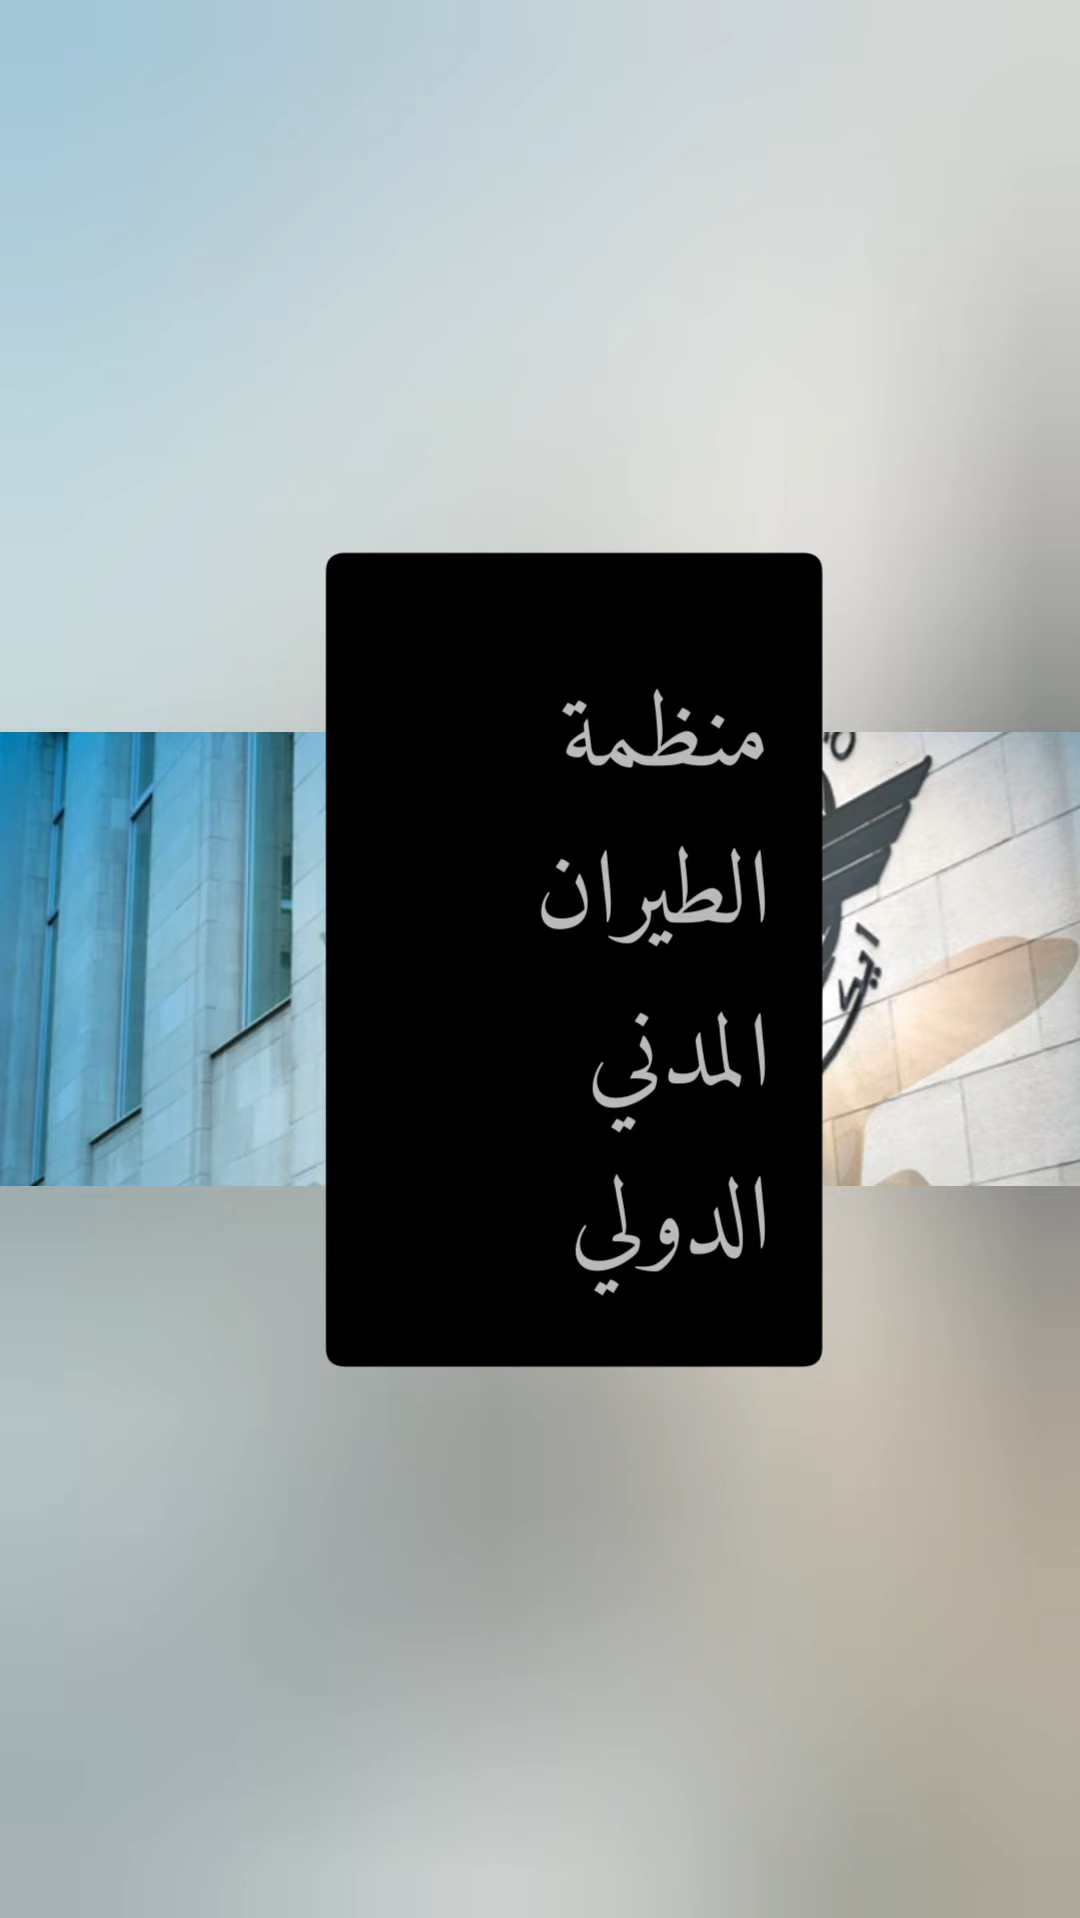 منظمة
الطيران
المدني
الدولي